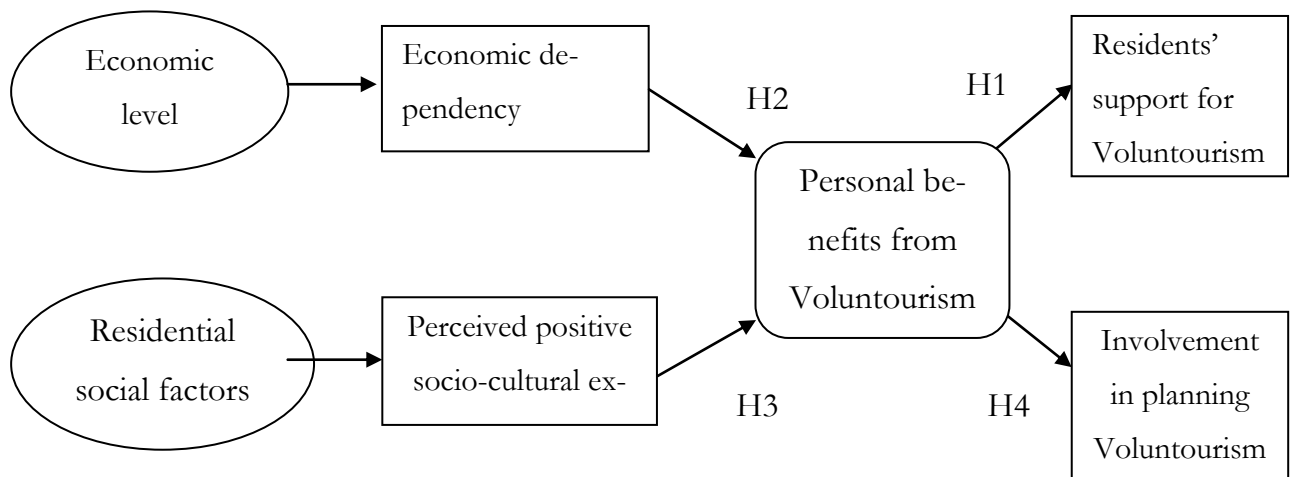 Economic
level
Economic de-
pendency
H2
H1
Residents’
support for
Voluntourism
Personal be-
nefits from
Voluntourism
Residential
social factors
Perceived positive
socio-cultural ex-
H3
H4
Involvement
in planning
Voluntourism